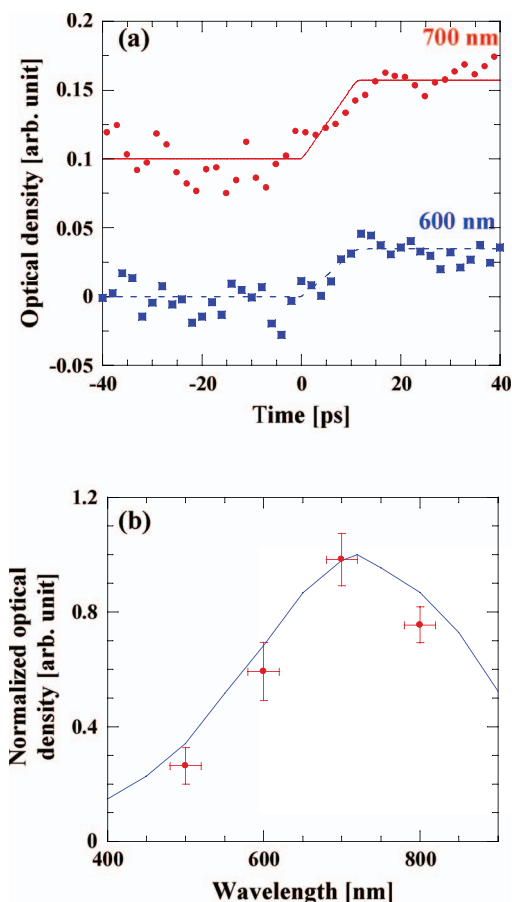 (a)
700 nm
600 nm
Optical density [arb. unit]
0.2
0.15
0.1
0.05
0
-0.05
-40
-20
0
20
40
Time [ps]
(b)
Normalized optical
density [arb. unit]
1.2
0.8
0.4
0
400
600
800
Wavelength [nm]